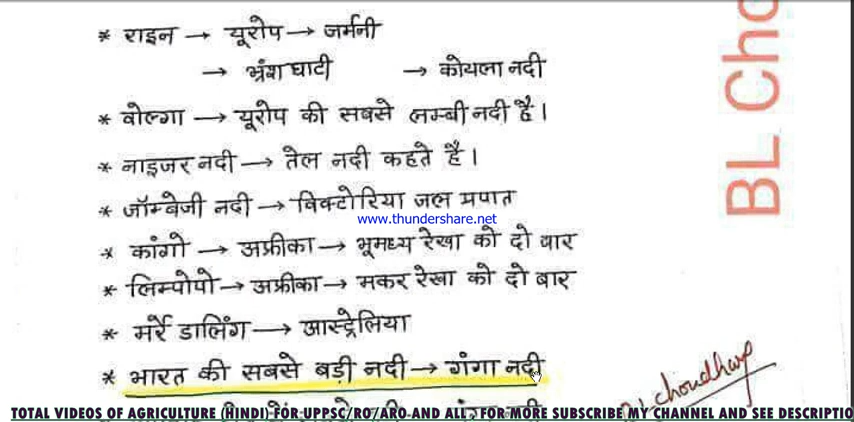 * राइन → यूरोप → जर्मनी
→ भ्रंश घाटी → कोयला नदी
* वोल्गा → यूरोप की सबसे लम्बी नदी है।
* नाइजर नदी → तेल नदी कहते है।
* जॉम्बेजी नदी → विक्टोरिया जल प्रपात
www.thundershare.net
* कांगो → अफ्रीका → भूमध्य रेखा को दो बार
* लिम्पोपो → अफ्रीका → मकर रेखा को दो बार
* मर्रे डार्लिंग → आस्ट्रेलिया
* भारत की सबसे बड़ी नदी → गंगा नदी
BL Cho
choudhary
TOTAL VIDEOS OF AGRICULTURE (HINDI) FOR UPPSC/RO/ARO AND ALL, FOR MORE SUBSCRIBE MY CHANNEL AND SEE DESCRIPTIO